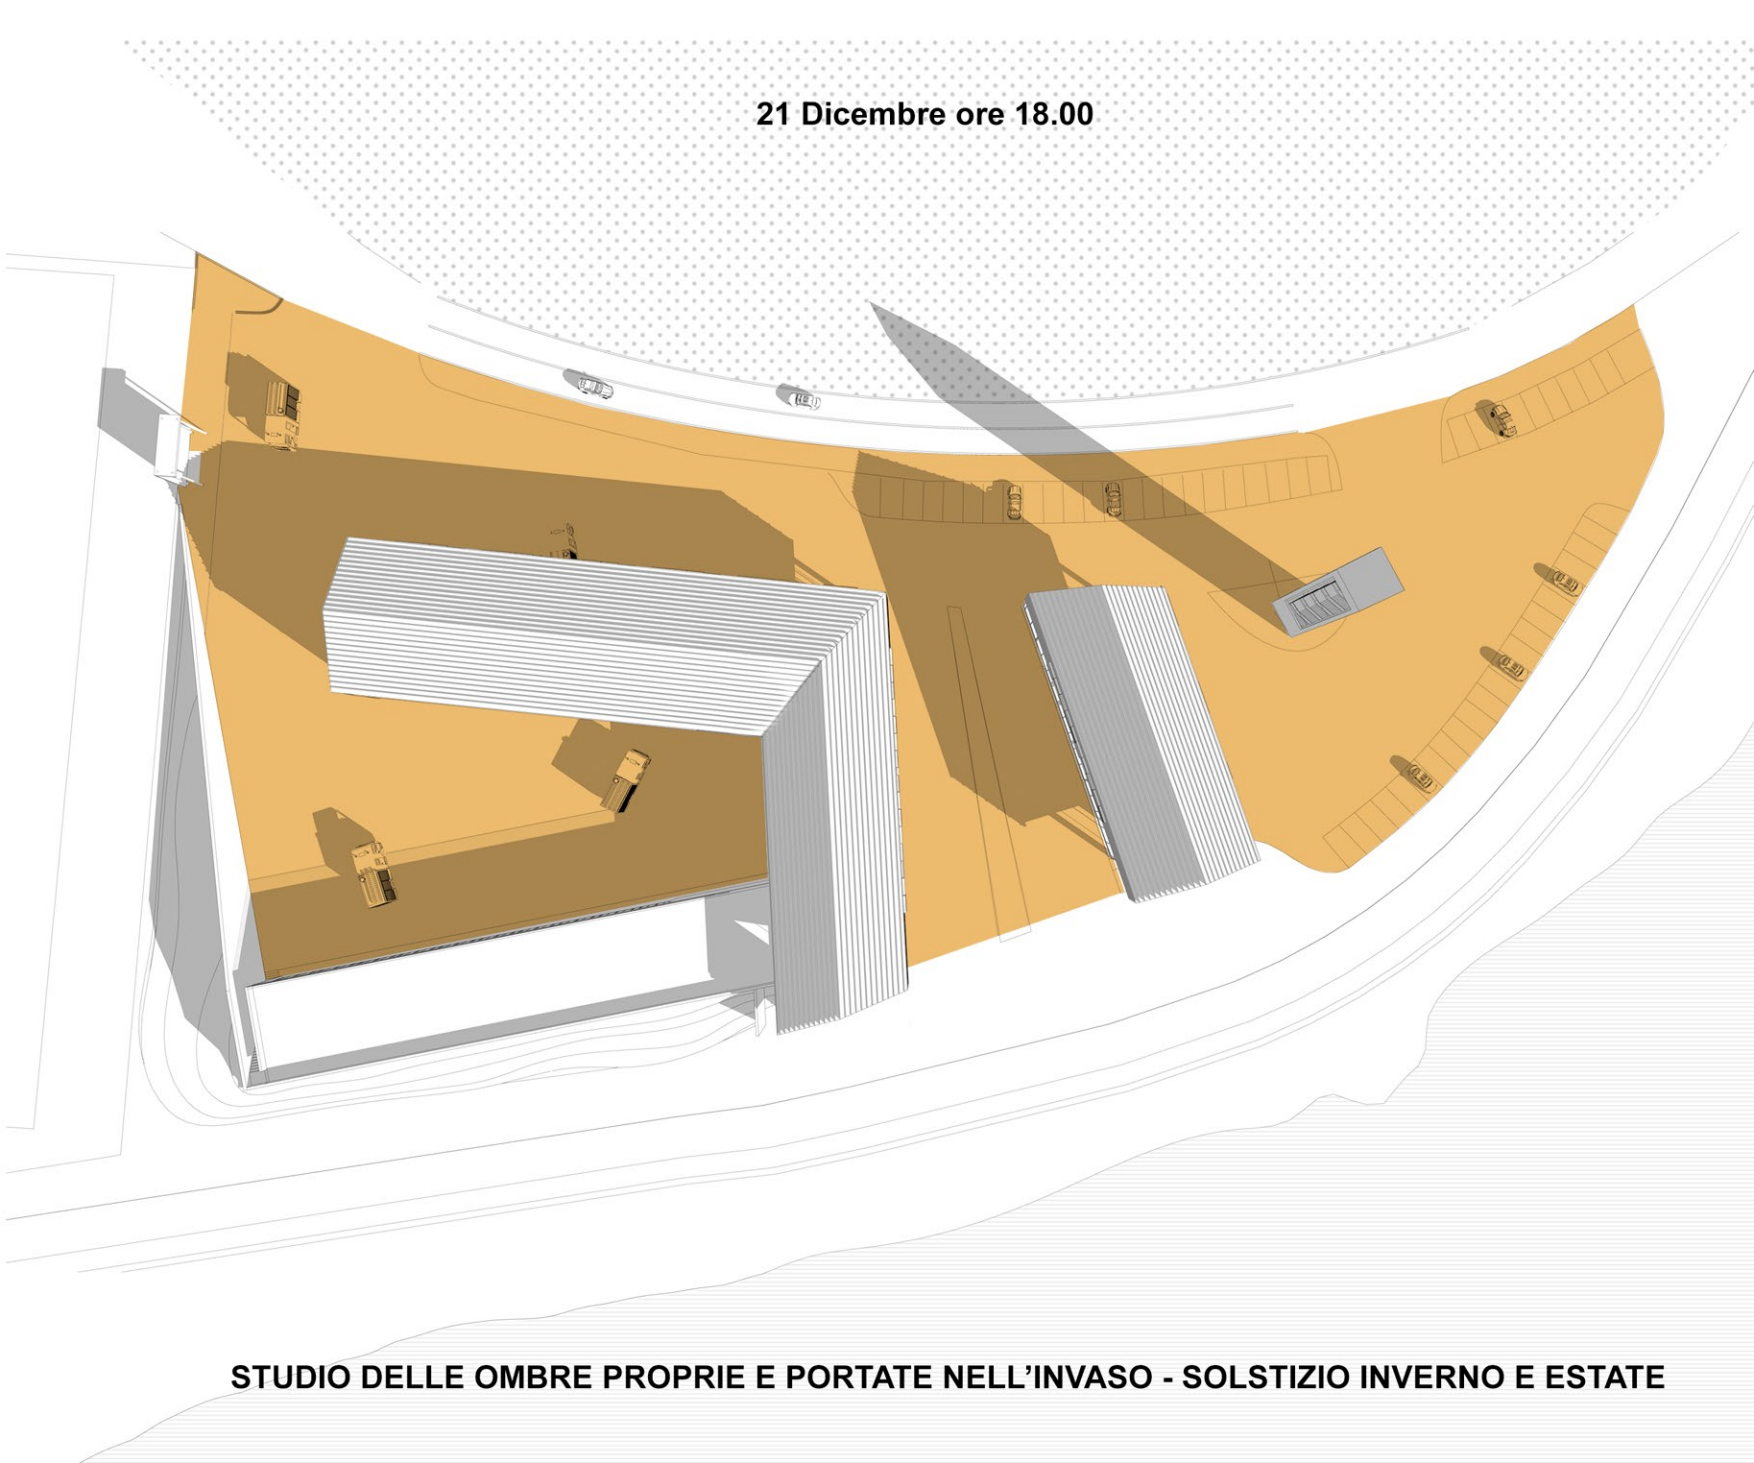 21 Dicembre ore 18.00
STUDIO DELLE OMBRE PROPRIE E PORTATE NELL'INVASO - SOLSTIZIO INVERNO E ESTATE